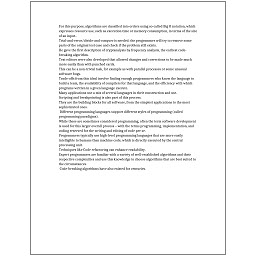 For this purpose, algorithms are classified into orders using so-called Big O notation, which
expresses resource use, such as execution time or memory consumption, in terms of the size
of an input.
Trial-and-error/divide-and-conquer is needed: the programmer will try to remove some
parts of the original test case and check if the problem still exists.
He gave the first description of cryptanalysis by frequency analysis, the earliest code-
breaking algorithm.
Text editors were also developed that allowed changes and corrections to be made much
more easily than with punched cards.
This can be a non-trivial task, for example as with parallel processes or some unusual
software bugs.
Trade-offs from this ideal involve finding enough programmers who know the language to
build a team, the availability of compilers for that language, and the efficiency with which
programs written in a given language execute.
Many applications use a mix of several languages in their construction and use.
Scripting and breakpointing is also part of this process.
They are the building blocks for all software, from the simplest applications to the most
sophisticated ones.
Different programming languages support different styles of programming (called
programming paradigms).
While these are sometimes considered programming, often the term software development
is used for this larger overall process – with the terms programming, implementation, and
coding reserved for the writing and editing of code per se.
Programmers typically use high-level programming languages that are more easily
intelligible to humans than machine code, which is directly executed by the central
processing unit.
Techniques like Code refactoring can enhance readability.
Expert programmers are familiar with a variety of well-established algorithms and their
respective complexities and use this knowledge to choose algorithms that are best suited to
the circumstances.
Code-breaking algorithms have also existed for centuries.